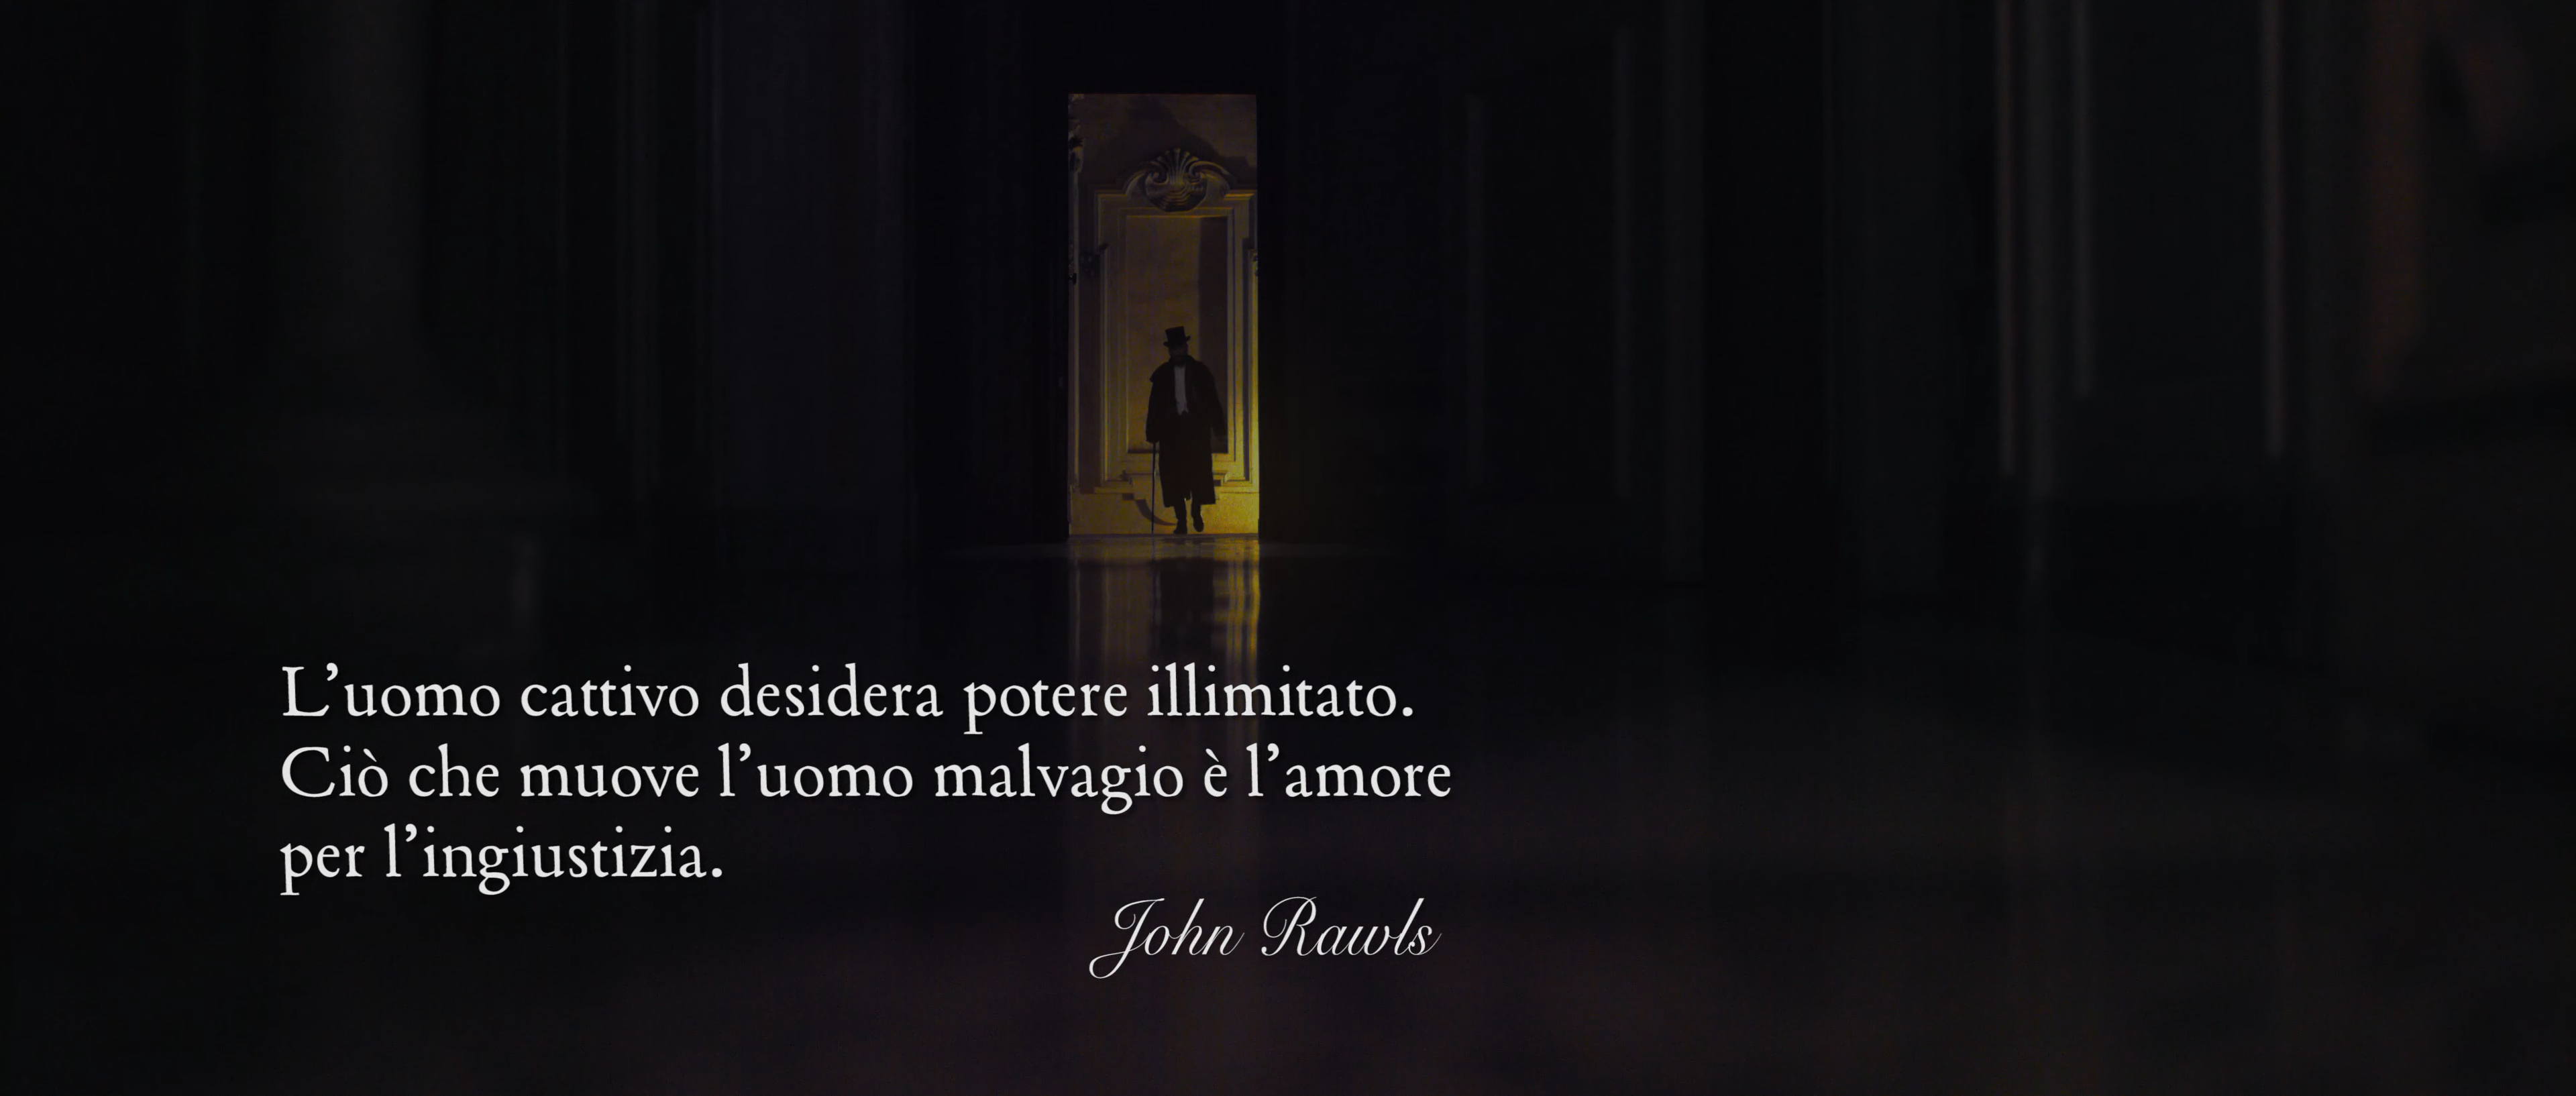 L’uomo cattivo desidera potere illimitato.
Ciò che muove l’uomo malvagio è l’amore
per l’ingiustizia.
John Rawls